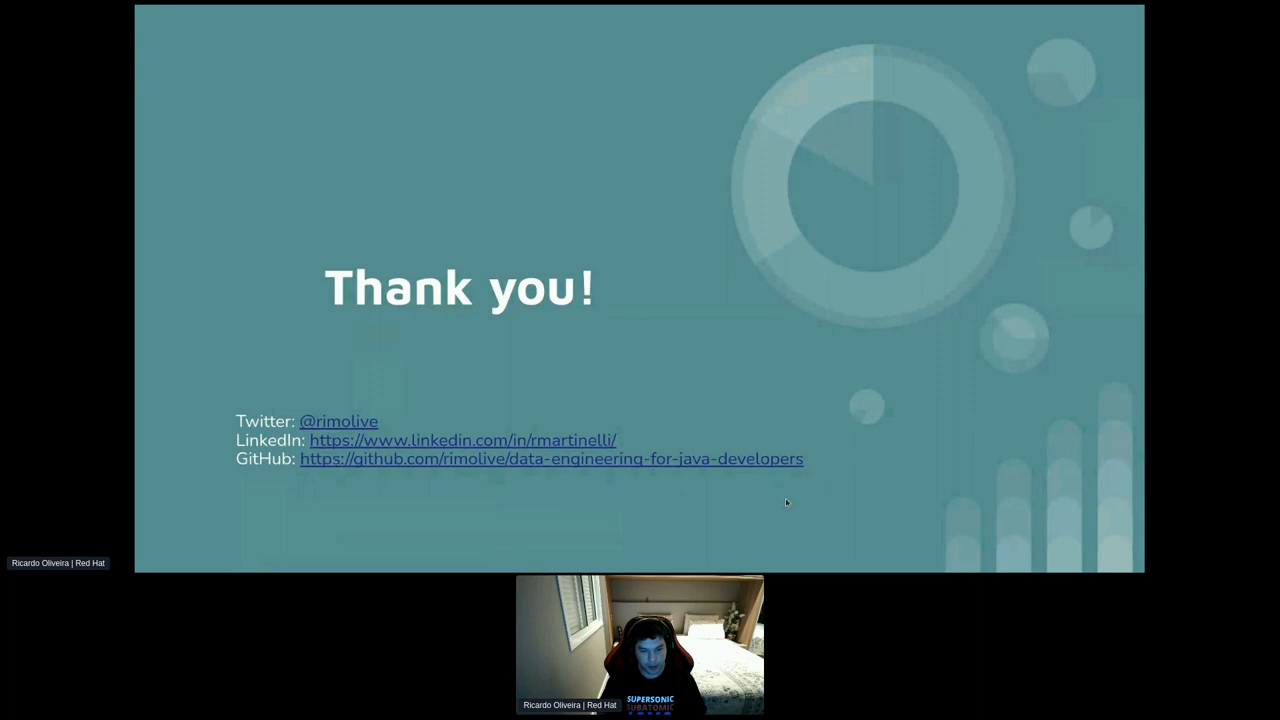 Thank you!
Twitter: @rimolive
LinkedIn: https://www.linkedin.com/in/rmartinelli/
GitHub: https://github.com/rimolive/data-engineering-for-java-developers
Ricardo Oliveira | Red Hat
SUPERSONIC
SUBATOMIC
Ricardo Oliveira | Red Hat